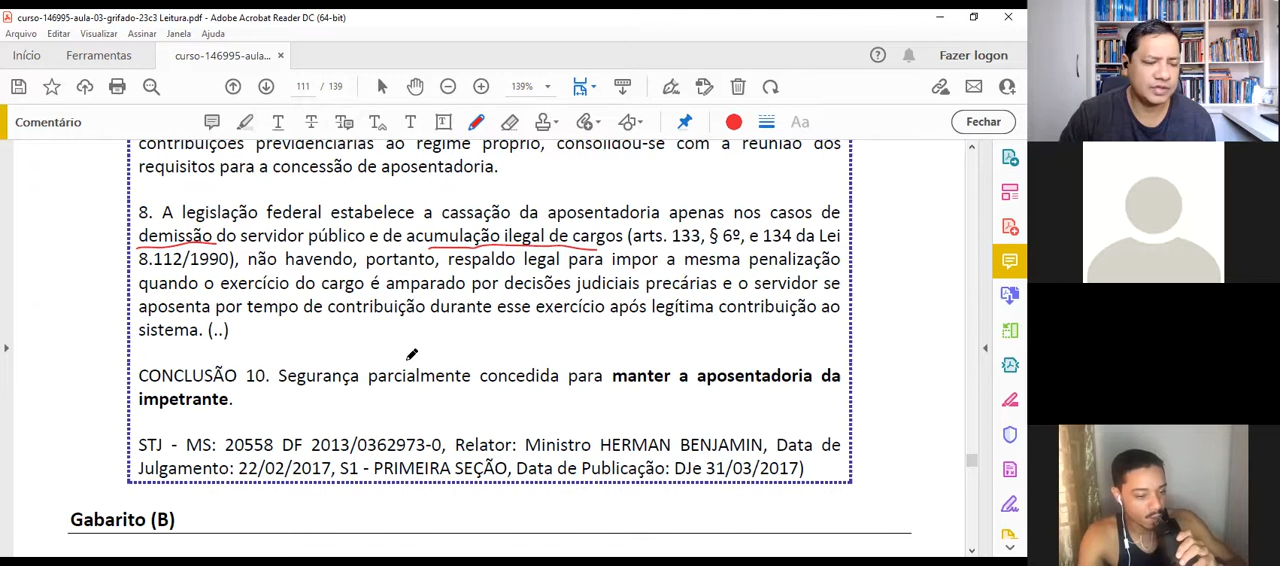 curso-146995-aula-03-grifado-23c3 Leitura.pdf - Adobe Acrobat Reader DC (64-bit)
Arquivo Editar Visualizar Assinar Janela Ajuda
Início Ferramentas curso-146995-aula... × Fazer logon
111 / 139 139%
Comentário Fechar
contribuições previdenciárias ao regime próprio, consolidou-se com a reunião dos
requisitos para a concessão de aposentadoria.
8. A legislação federal estabelece a cassação da aposentadoria apenas nos casos de
demissão do servidor público e de acumulação ilegal de cargos (arts. 133, § 6º, e 134 da Lei
8.112/1990), não havendo, portanto, respaldo legal para impor a mesma penalização
quando o exercício do cargo é amparado por decisões judiciais precárias e o servidor se
aposenta por tempo de contribuição durante esse exercício após legítima contribuição ao
sistema. (..)
CONCLUSÃO 10. Segurança parcialmente concedida para manter a aposentadoria da
impetrante.
STJ - MS: 20558 DF 2013/0362973-0, Relator: Ministro HERMAN BENJAMIN, Data de
Julgamento: 22/02/2017, S1 - PRIMEIRA SEÇÃO, Data de Publicação: DJe 31/03/2017)
Gabarito (B)